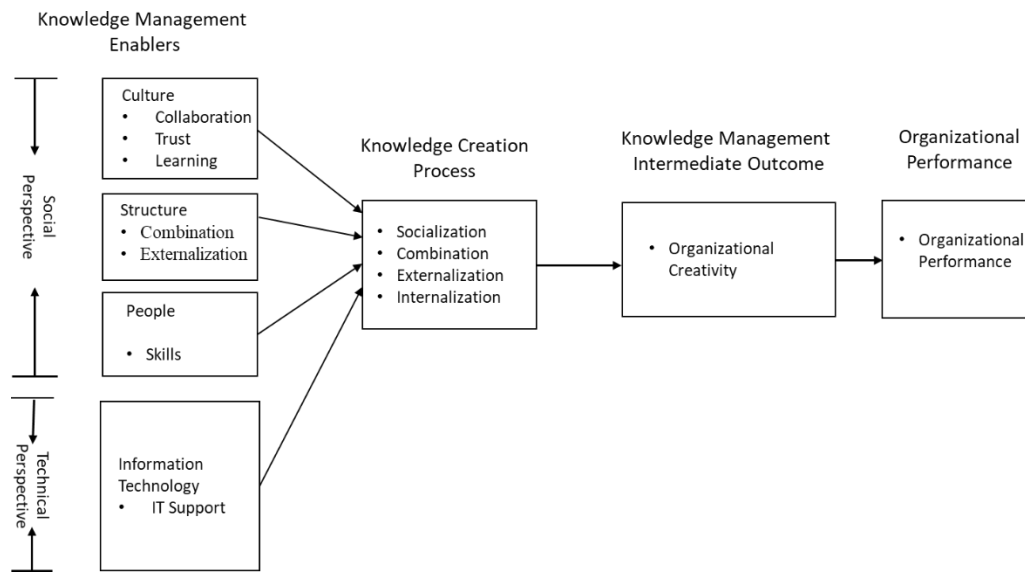 Knowledge Management
Enablers
Social
Perspective
Technical
Perspective
Culture
• Collaboration
• Trust
• Learning
Structure
• Combination
• Externalization
People
• Skills
Information
Technology
• IT Support
Knowledge Creation
Process
• Socialization
• Combination
• Externalization
• Internalization
Knowledge Management
Intermediate Outcome
• Organizational
Creativity
Organizational
Performance
• Organizational
Performance